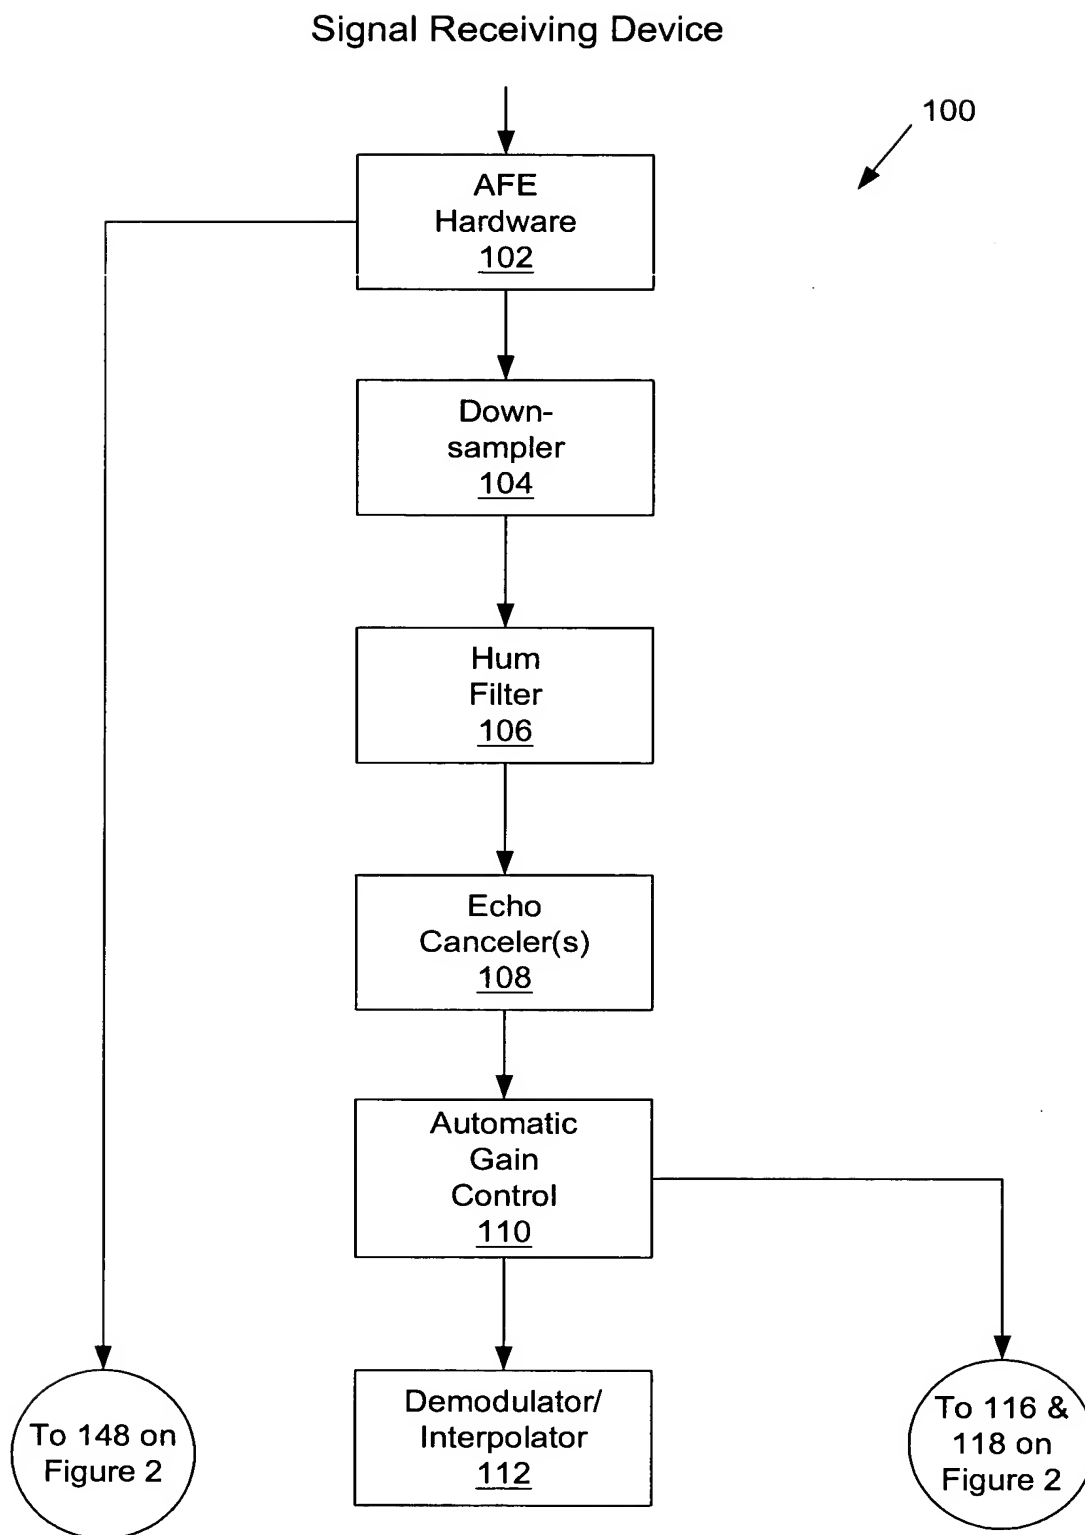 Signal Receiving Device
100
AFE
Hardware
102
Down-
sampler
104
Hum
Filter
106
Echo
Canceler(s)
108
Automatic
Gain
Control
110
To 148 on
Figure 2
Demodulator/
Interpolator
112
To 116 &
118 on
Figure 2